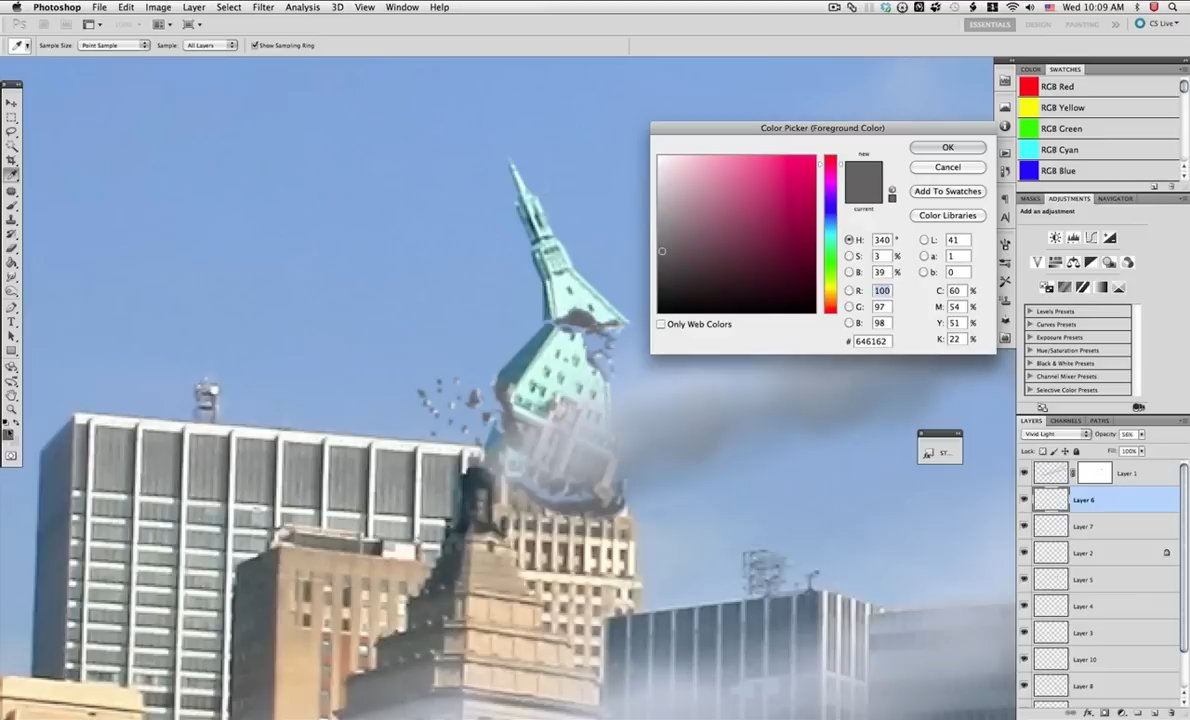 Photoshop File Edit Image Layer Select Filter Analysis 3D View Window Help
Wed 10:09 AM
Ps
ESSENTIALS DESIGN PAINTING >> CS Live
Sample Size: Point Sample Sample: All Layers Show Sampling Ring
COLOR SWATCHES
RGB Red
RGB Yellow
RGB Green
RGB Cyan
RGB Blue
Color Picker (Foreground Color)
new
current
OK
Cancel
Add To Swatches
Color Libraries
H: 340 °
S: 3 %
B: 39 %
R: 100
G: 97
B: 98
# 646162
L: 41
a: 1
b: 0
C: 60 %
M: 54 %
Y: 51 %
K: 22 %
Only Web Colors
MASKS ADJUSTMENTS NAVIGATOR
Add an adjustment
Levels Presets
Curves Presets
Exposure Presets
Hue/Saturation Presets
Black & White Presets
Channel Mixer Presets
Selective Color Presets
ST...
LAYERS CHANNELS PATHS
Vivid Light Opacity: 56%
Lock: Fill: 100%
Layer 1
Layer 6
Layer 7
Layer 2
Layer 5
Layer 4
Layer 3
Layer 10
Layer 8
fx